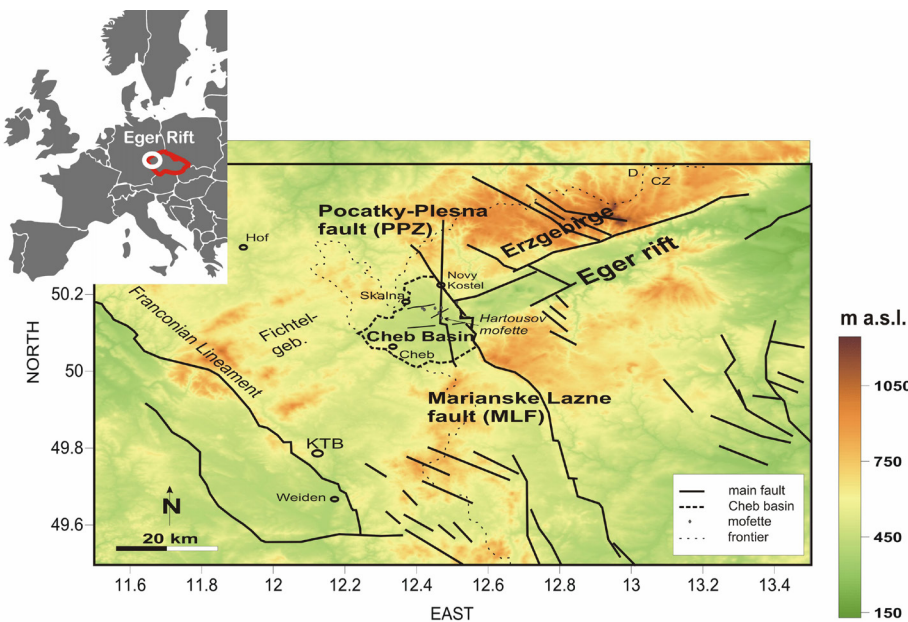 Eger Rift
D
CZ
Pocatky-Plesna
fault (PPZ)
Erzgebirge
Hof
Eger rift
Novy
Kostel
Skalna
Hartousov
mofette
Franconian Lineament
Fichtel-
geb.
Cheb Basin
Cheb
Marianske Lazne
fault (MLF)
KTB
Weiden
N
20 km
main fault
Cheb basin
mofette
frontier
NORTH
50.2
50
49.8
49.6
11.6
11.8
12
12.2
12.4
12.6
12.8
13
13.2
13.4
EAST
m a.s.l.
1050
750
450
150